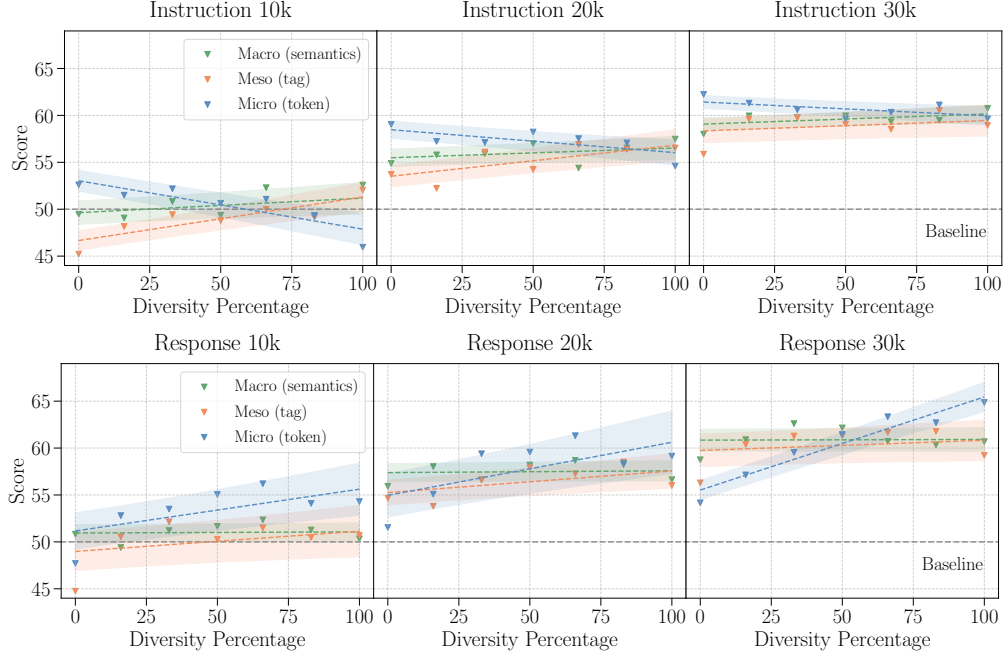 Instruction 10k
Instruction 20k
Instruction 30k
Score
65
60
55
50
45
Macro (semantics)
Meso (tag)
Micro (token)
Baseline
0 25 50 75 100
0 25 50 75 100
0 25 50 75 100
Diversity Percentage
Diversity Percentage
Diversity Percentage
Response 10k
Response 20k
Response 30k
Score
65
60
55
50
45
Macro (semantics)
Meso (tag)
Micro (token)
Baseline
0 25 50 75 100
0 25 50 75 100
0 25 50 75 100
Diversity Percentage
Diversity Percentage
Diversity Percentage